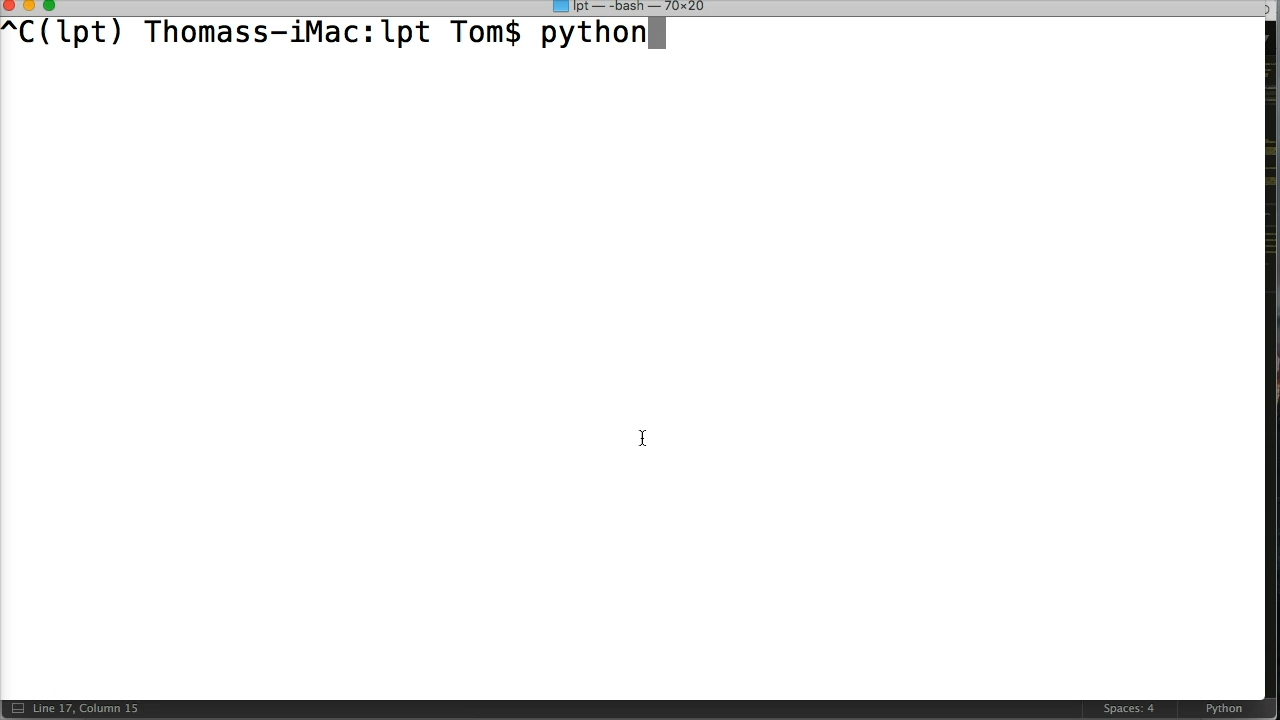 lpt — -bash — 70×20
^C(lpt) Thomass-iMac:lpt Tom$ python
Line 17, Column 15
Spaces: 4
Python